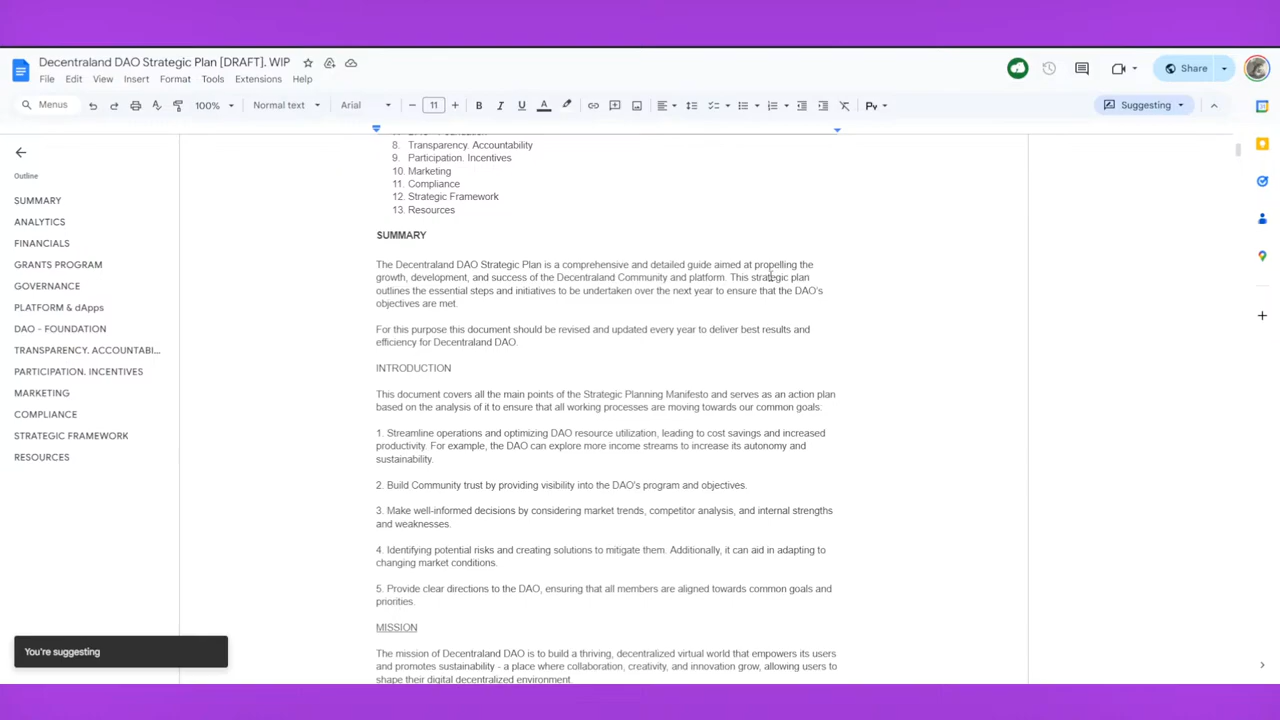 Decentraland DAO Strategic Plan [DRAFT]. WIP
File Edit View Insert Format Tools Extensions Help
Share
Menus 100% Normal text Arial 11 B I U A Pv Suggesting
8. Transparency. Accountability
9. Participation. Incentives
10. Marketing
11. Compliance
12. Strategic Framework
13. Resources
Outline
SUMMARY
ANALYTICS
FINANCIALS
GRANTS PROGRAM
GOVERNANCE
PLATFORM & dApps
DAO - FOUNDATION
TRANSPARENCY. ACCOUNTABI...
PARTICIPATION. INCENTIVES
MARKETING
COMPLIANCE
STRATEGIC FRAMEWORK
RESOURCES
SUMMARY
The Decentraland DAO Strategic Plan is a comprehensive and detailed guide aimed at propelling the
growth, development, and success of the Decentraland Community and platform. This strategic plan
outlines the essential steps and initiatives to be undertaken over the next year to ensure that the DAO's
objectives are met.
For this purpose this document should be revised and updated every year to deliver best results and
efficiency for Decentraland DAO.
INTRODUCTION
This document covers all the main points of the Strategic Planning Manifesto and serves as an action plan
based on the analysis of it to ensure that all working processes are moving towards our common goals:
1. Streamline operations and optimizing DAO resource utilization, leading to cost savings and increased
productivity. For example, the DAO can explore more income streams to increase its autonomy and
sustainability.
2. Build Community trust by providing visibility into the DAO's program and objectives.
3. Make well-informed decisions by considering market trends, competitor analysis, and internal strengths
and weaknesses.
4. Identifying potential risks and creating solutions to mitigate them. Additionally, it can aid in adapting to
changing market conditions.
5. Provide clear directions to the DAO, ensuring that all members are aligned towards common goals and
priorities.
MISSION
The mission of Decentraland DAO is to build a thriving, decentralized virtual world that empowers its users
and promotes sustainability - a place where collaboration, creativity, and innovation grow, allowing users to
shape their digital decentralized environment.
You're suggesting